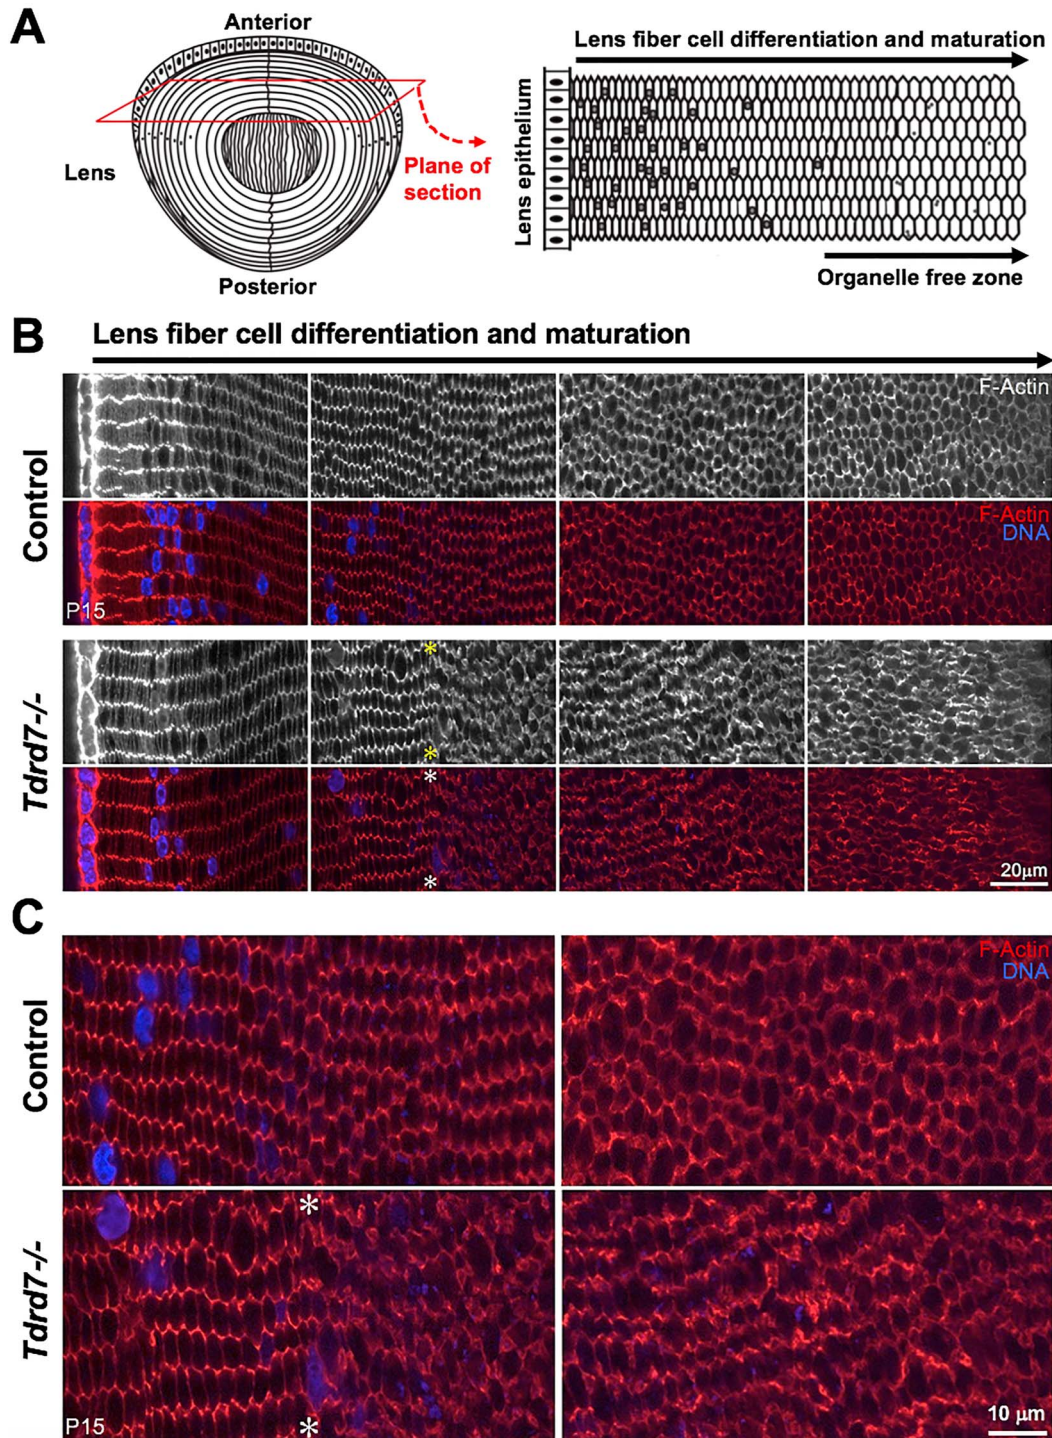 A
Anterior
Lens
Posterior
Plane of
section
Lens fiber cell differentiation and maturation
Lens epithelium
Organelle free zone
B
Lens fiber cell differentiation and maturation
Control
F-Actin
F-Actin
DNA
P15
Tdrd7-/-
*
*
*
*
20μm
C
Control
F-Actin
DNA
Tdrd7-/-
*
*
P15
10 μm